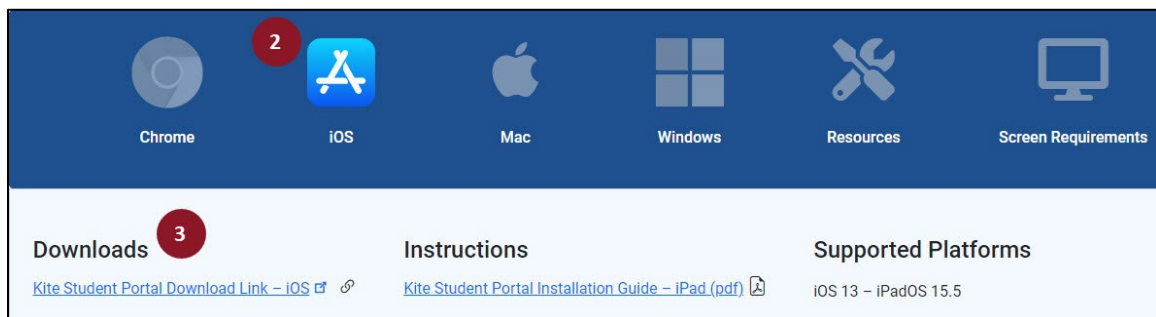 2
Chrome
iOS
Mac
Windows
Resources
Screen Requirements
3
Downloads
Kite Student Portal Download Link – iOS
Instructions
Kite Student Portal Installation Guide – iPad (pdf)
Supported Platforms
iOS 13 – iPadOS 15.5